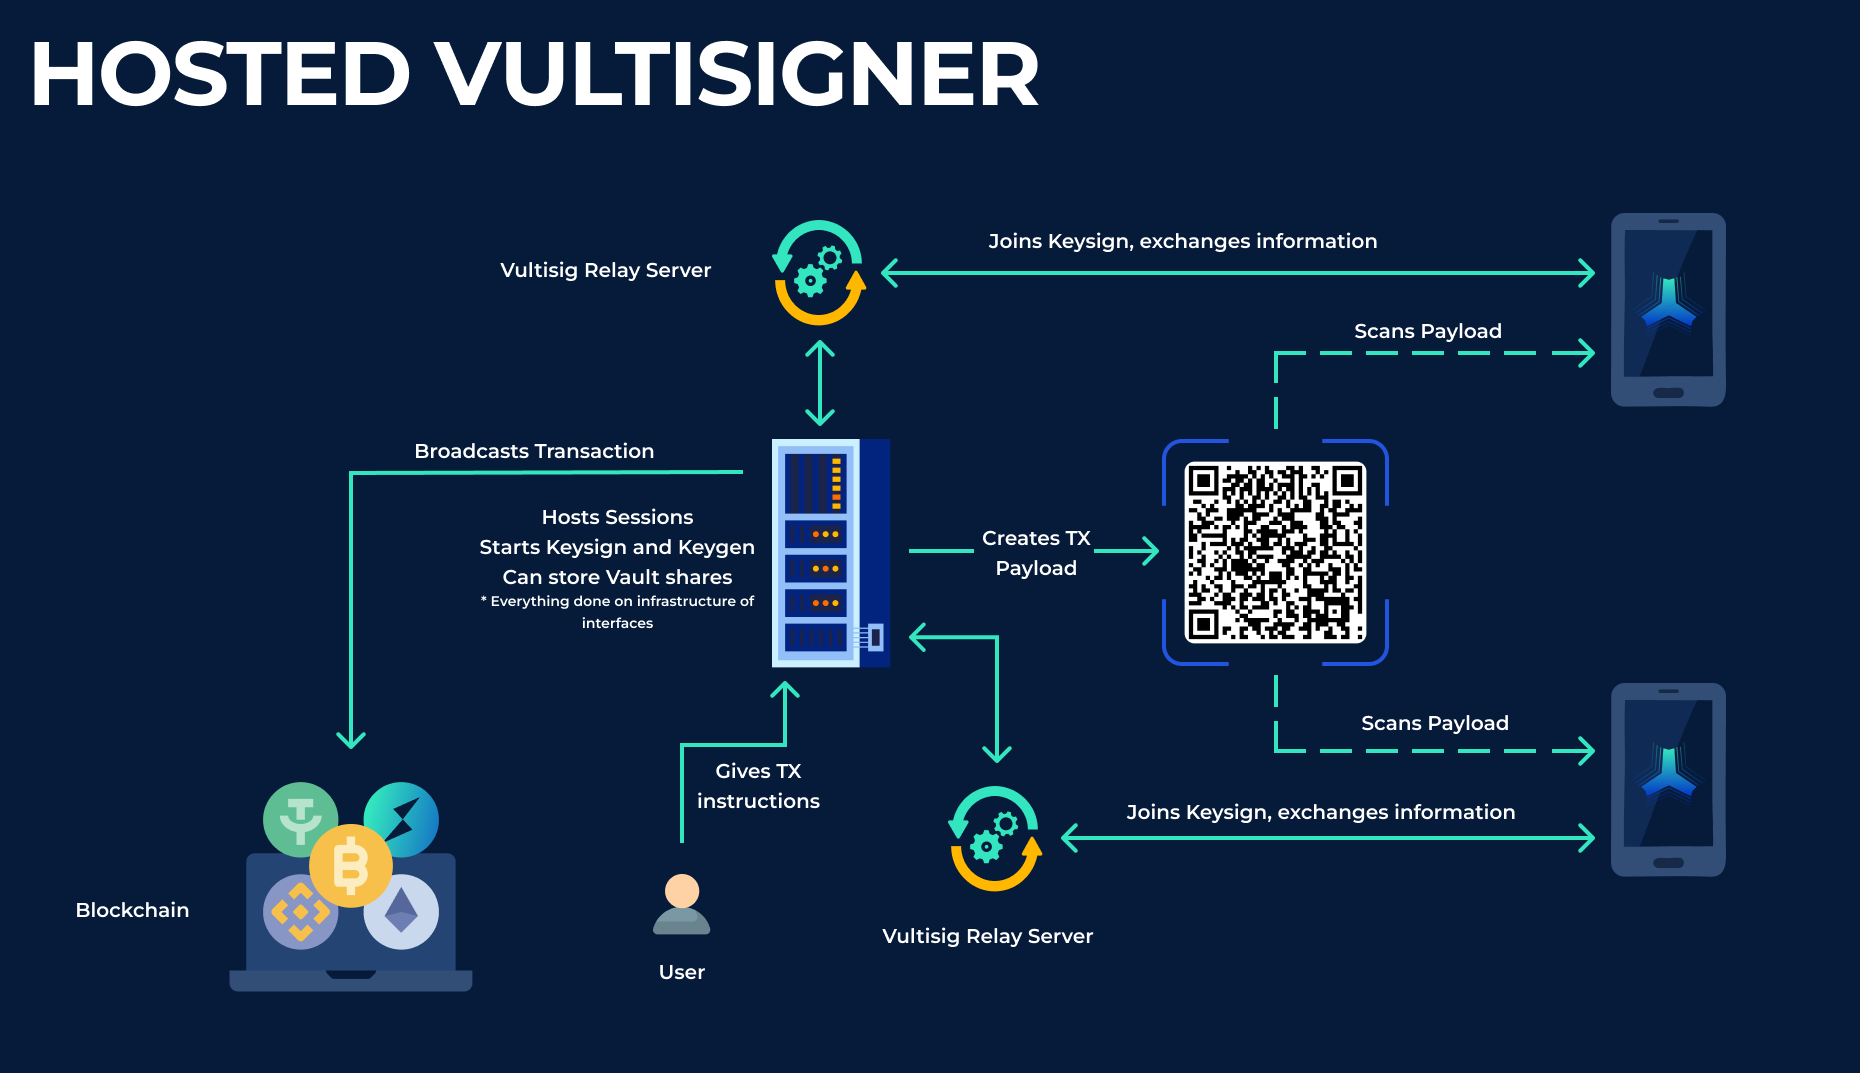 HOSTED VULTISIGNER
Vultisig Relay Server
Joins Keysign, exchanges information
Scans Payload
Broadcasts Transaction
Hosts Sessions
Starts Keysign and Keygen
Can store Vault shares
* Everything done on infrastructure of
interfaces
Creates TX
Payload
Scans Payload
Gives TX
instructions
Joins Keysign, exchanges information
Blockchain
User
Vultisig Relay Server